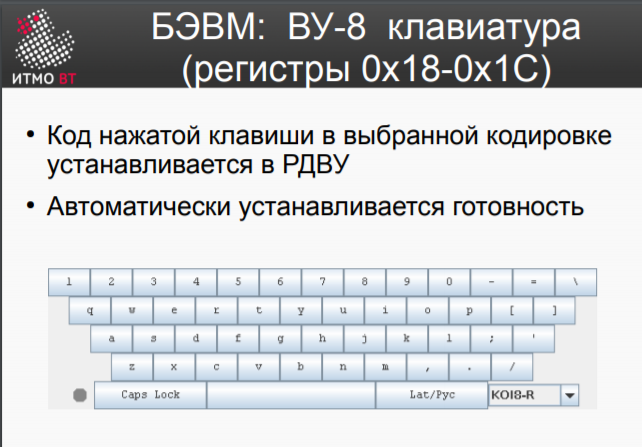 БЭВМ: ВУ-8 клавиатура
(регистры 0x18-0x1C)
ИТМО ВТ
• Код нажатой клавиши в выбранной кодировке
устанавливается в РДВУ
• Автоматически устанавливается готовность
1 2 3 4 5 6 7 8 9 0 - = \
q w e r t y u i o p [ ]
a s d f g h j k l ; '
z x c v b n m , . /
Caps Lock Lat/Рус KOI8-R